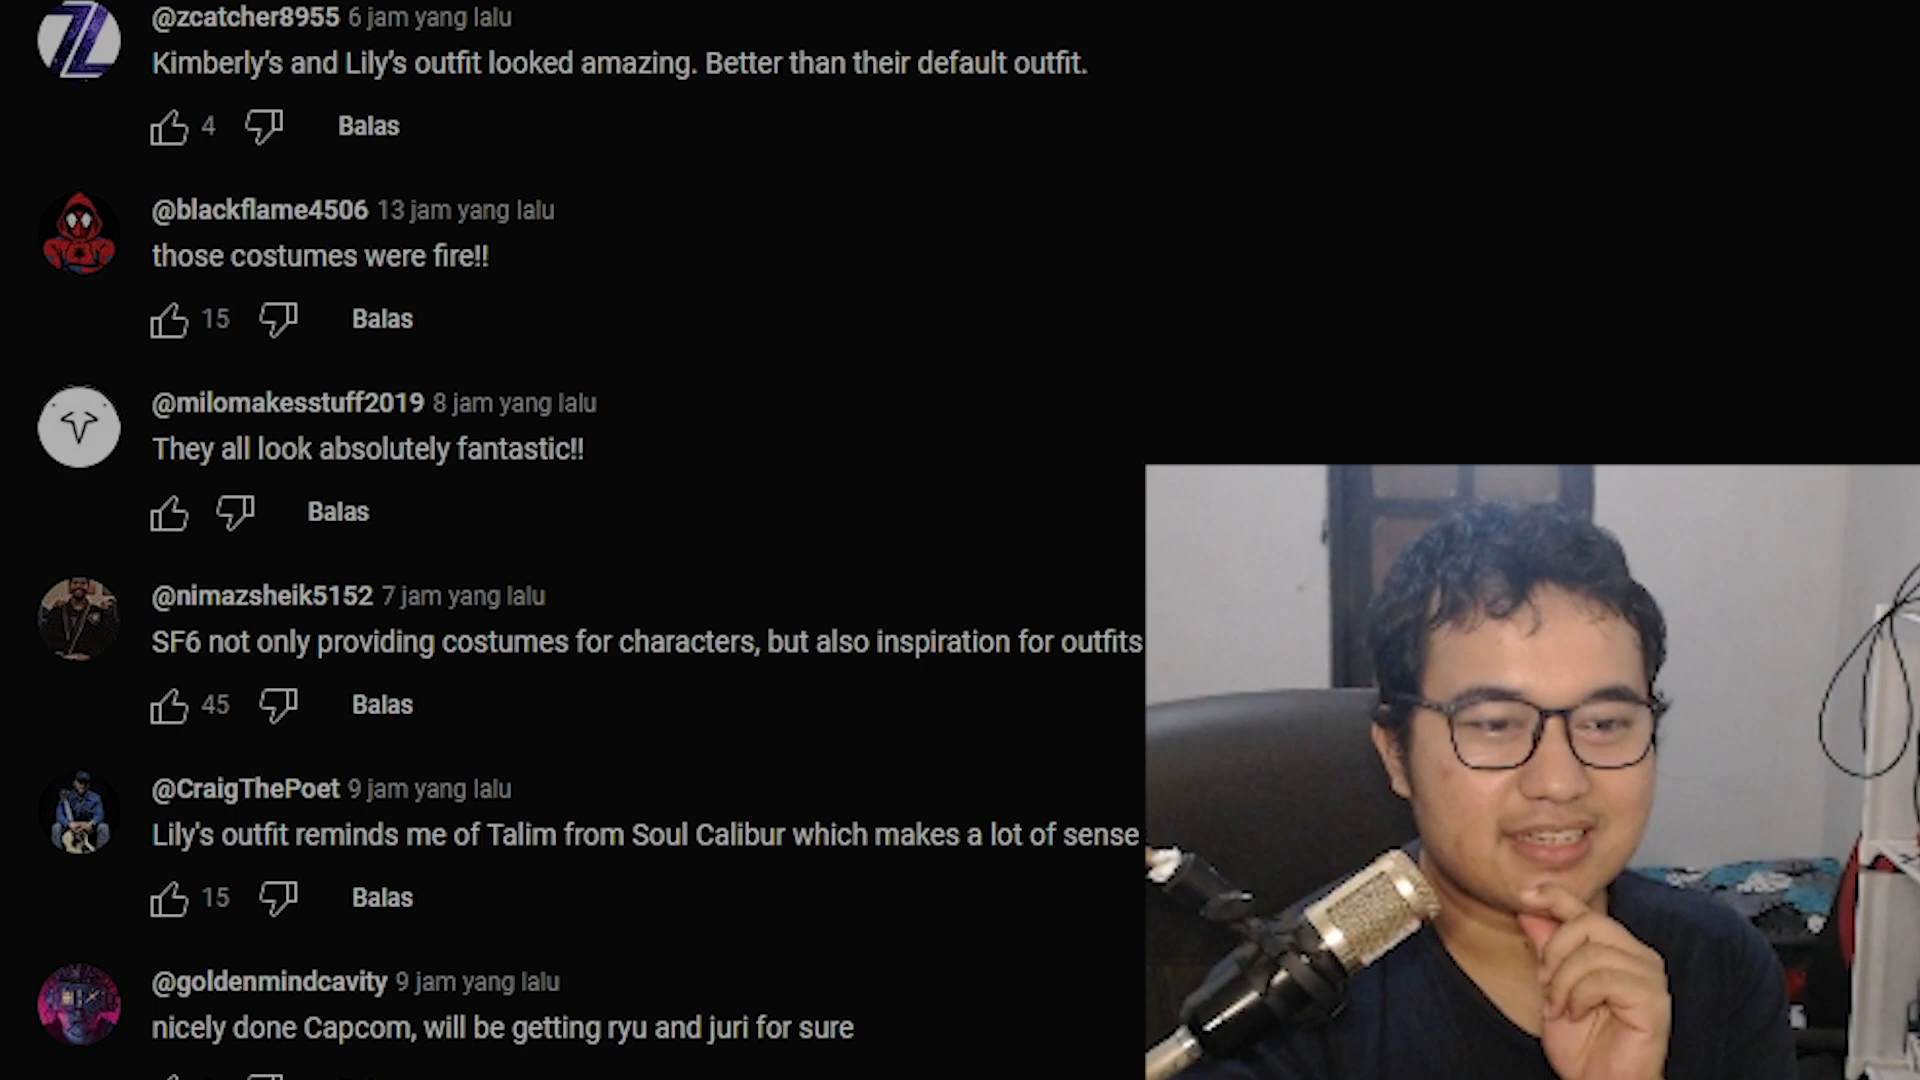 @zcatcher8955 6 jam yang lalu
Kimberly's and Lily's outfit looked amazing. Better than their default outfit.
4 Balas
@blackflame4506 13 jam yang lalu
those costumes were fire!!
15 Balas
@milomakesstuff2019 8 jam yang lalu
They all look absolutely fantastic!!
Balas
@nimazsheik5152 7 jam yang lalu
SF6 not only providing costumes for characters, but also inspiration for outfits
45 Balas
@CraigThePoet 9 jam yang lalu
Lily's outfit reminds me of Talim from Soul Calibur which makes a lot of sense
15 Balas
@goldenmindcavity 9 jam yang lalu
nicely done Capcom, will be getting ryu and juri for sure